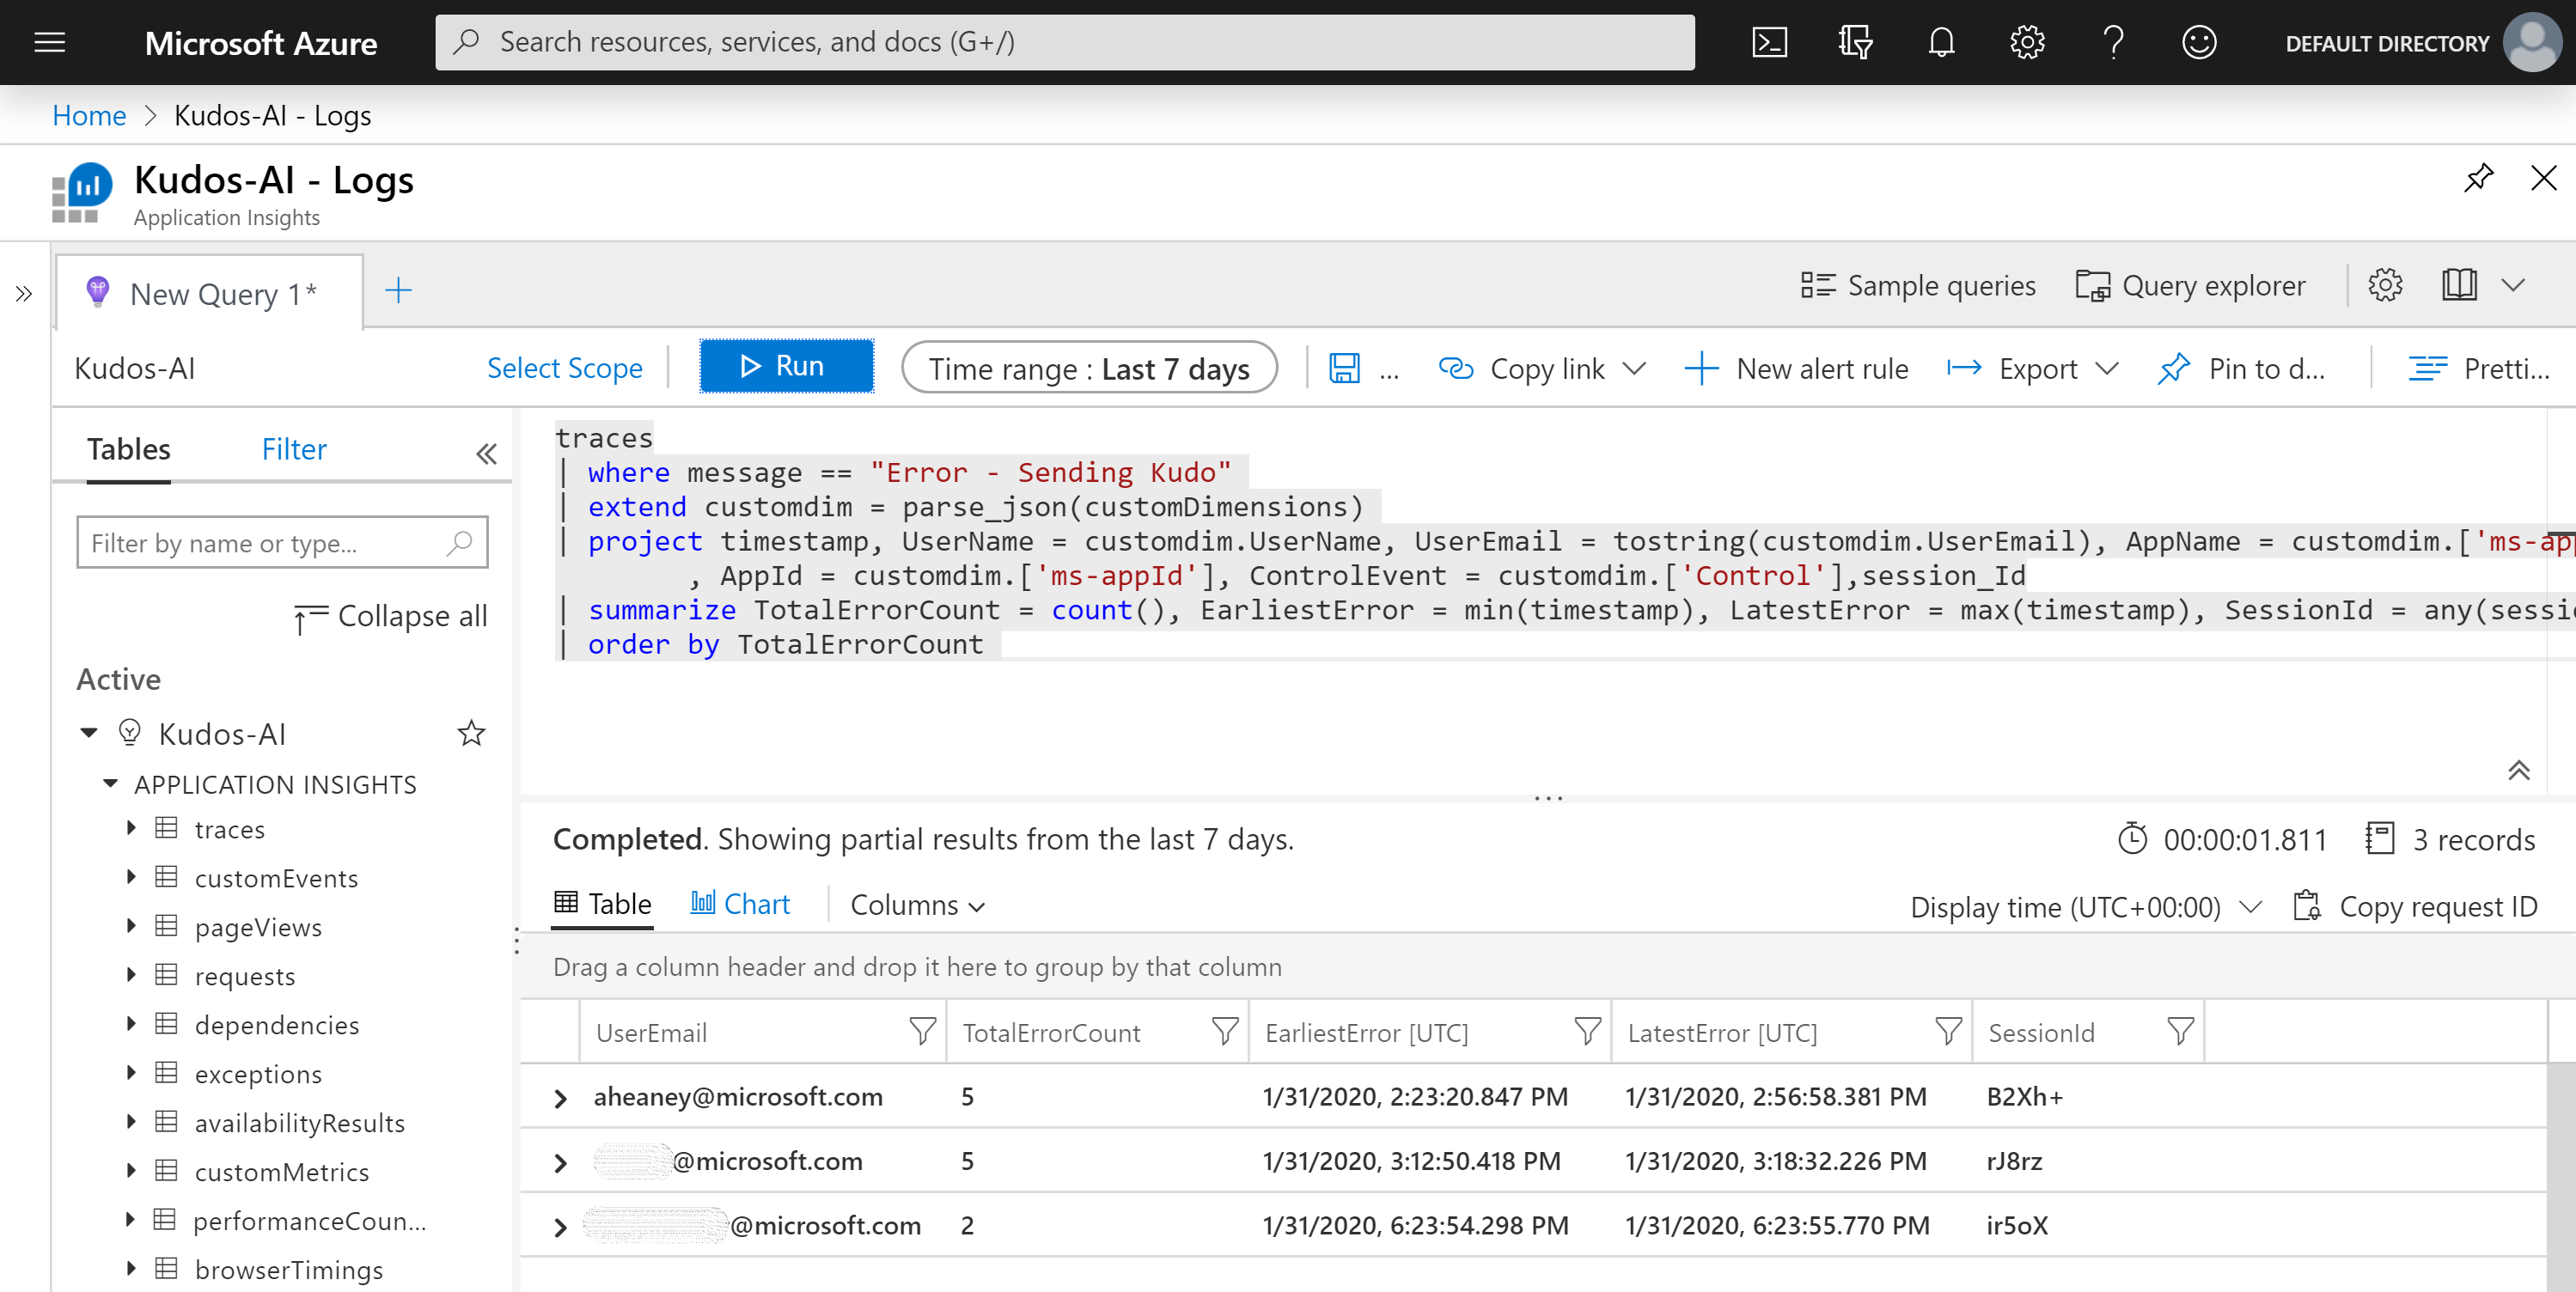 Microsoft Azure
Search resources, services, and docs (G+/)
DEFAULT DIRECTORY
Home > Kudos-AI - Logs
Kudos-AI - Logs
Application Insights
New Query 1*
Sample queries
Query explorer
Kudos-AI
Select Scope
Run
Time range : Last 7 days
...
Copy link
New alert rule
Export
Pin to d...
Pretti...
Tables
Filter
Filter by name or type...
Collapse all
Active
Kudos-AI
APPLICATION INSIGHTS
traces
customEvents
pageViews
requests
dependencies
exceptions
availabilityResults
customMetrics
performanceCoun...
browserTimings
traces
| where message == "Error - Sending Kudo"
| extend customdim = parse_json(customDimensions)
| project timestamp, UserName = customdim.UserName, UserEmail = tostring(customdim.UserEmail), AppName = customdim.['ms-app
, AppId = customdim.['ms-appId'], ControlEvent = customdim.['Control'],session_Id
| summarize TotalErrorCount = count(), EarliestError = min(timestamp), LatestError = max(timestamp), SessionId = any(sessi
| order by TotalErrorCount
Completed. Showing partial results from the last 7 days.
00:00:01.811
3 records
Table
Chart
Columns
Display time (UTC+00:00)
Copy request ID
Drag a column header and drop it here to group by that column
UserEmail TotalErrorCount EarliestError [UTC] LatestError [UTC] SessionId
aheaney@microsoft.com 5 1/31/2020, 2:23:20.847 PM 1/31/2020, 2:56:58.381 PM B2Xh+
@microsoft.com 5 1/31/2020, 3:12:50.418 PM 1/31/2020, 3:18:32.226 PM rJ8rz
@microsoft.com 2 1/31/2020, 6:23:54.298 PM 1/31/2020, 6:23:55.770 PM ir5oX